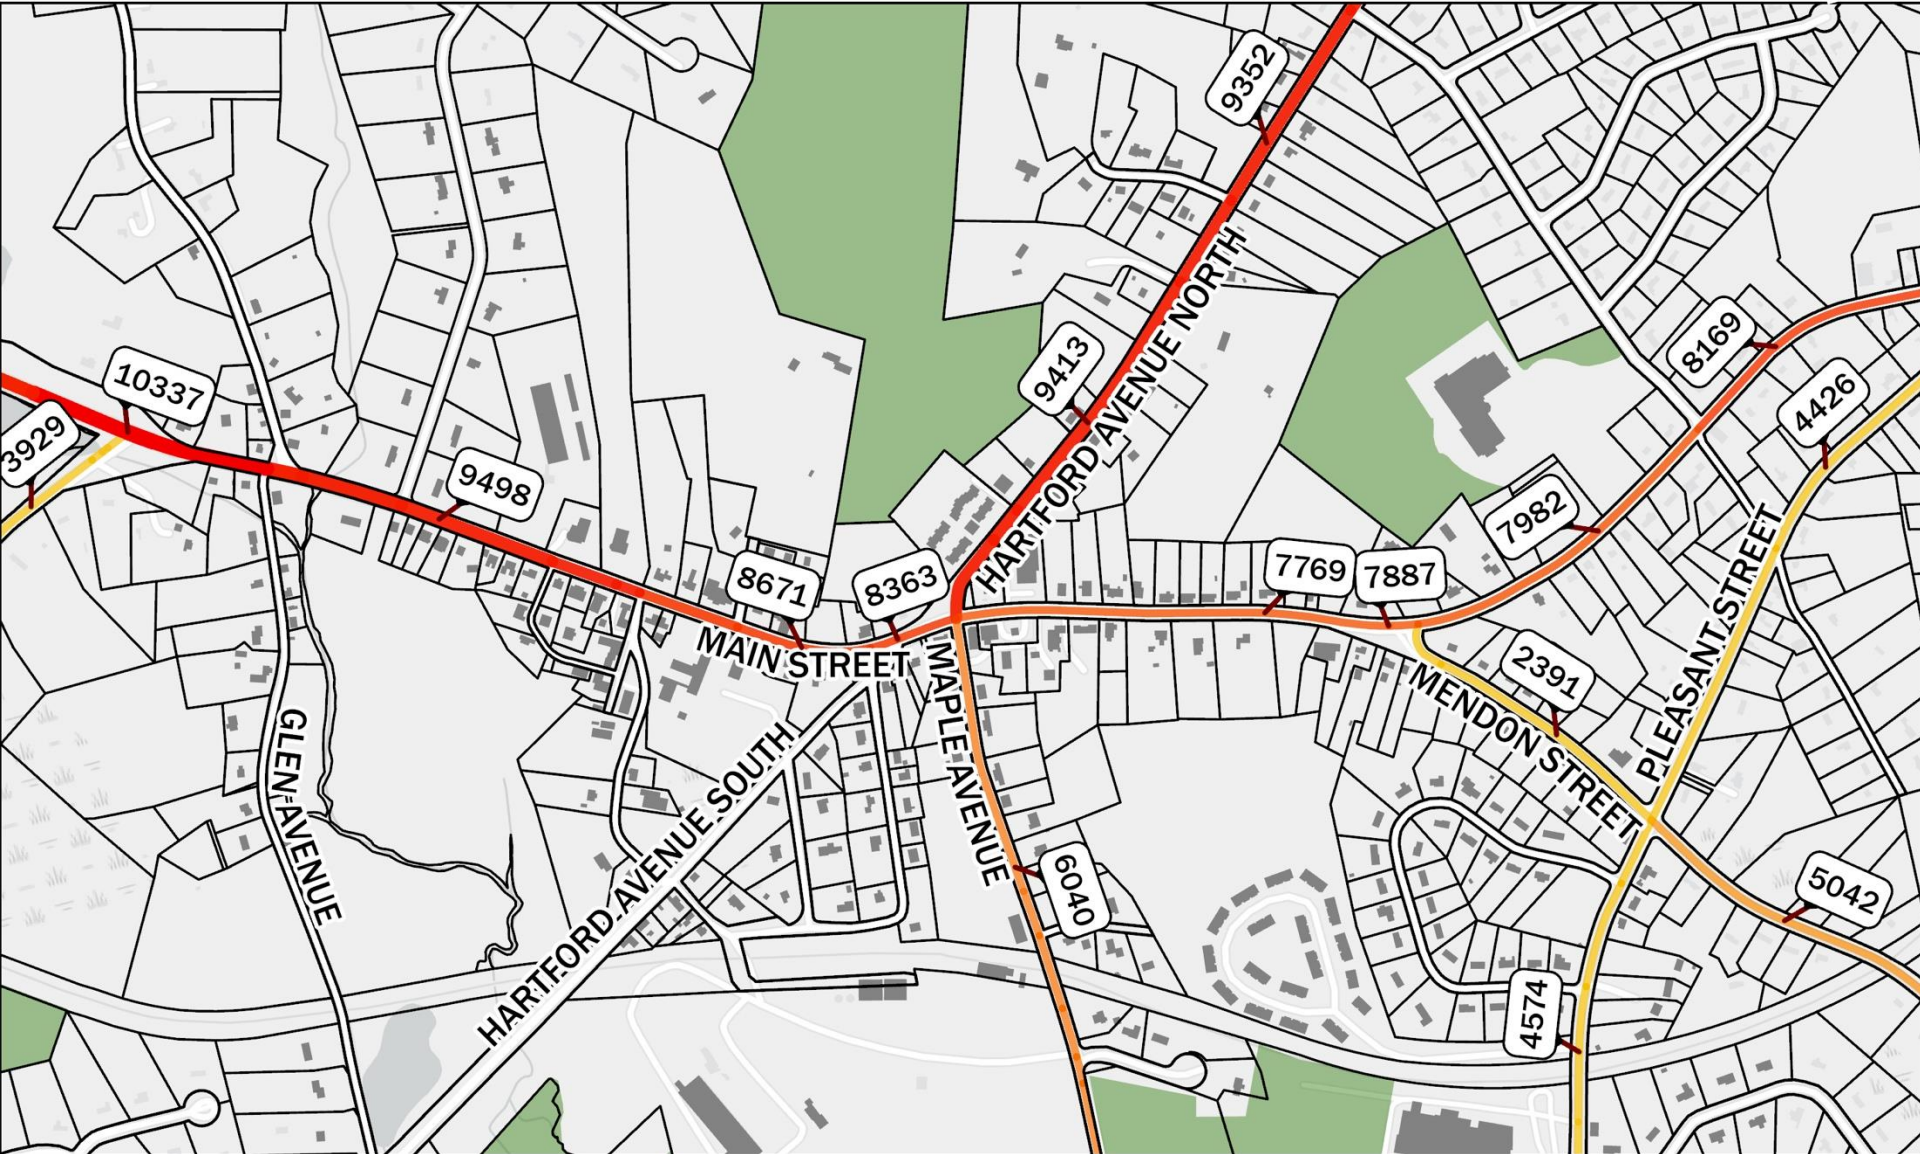 9352
8169
10337
9413
4426
3929
9498
7982
8671
8363
7769
7887
HARTFORD AVENUE NORTH
MAIN STREET
2391
MENDON STREET
PLEASANT STREET
GLEN AVENUE
HARTFORD AVENUE SOUTH
MAPLE AVENUE
6040
5042
4574